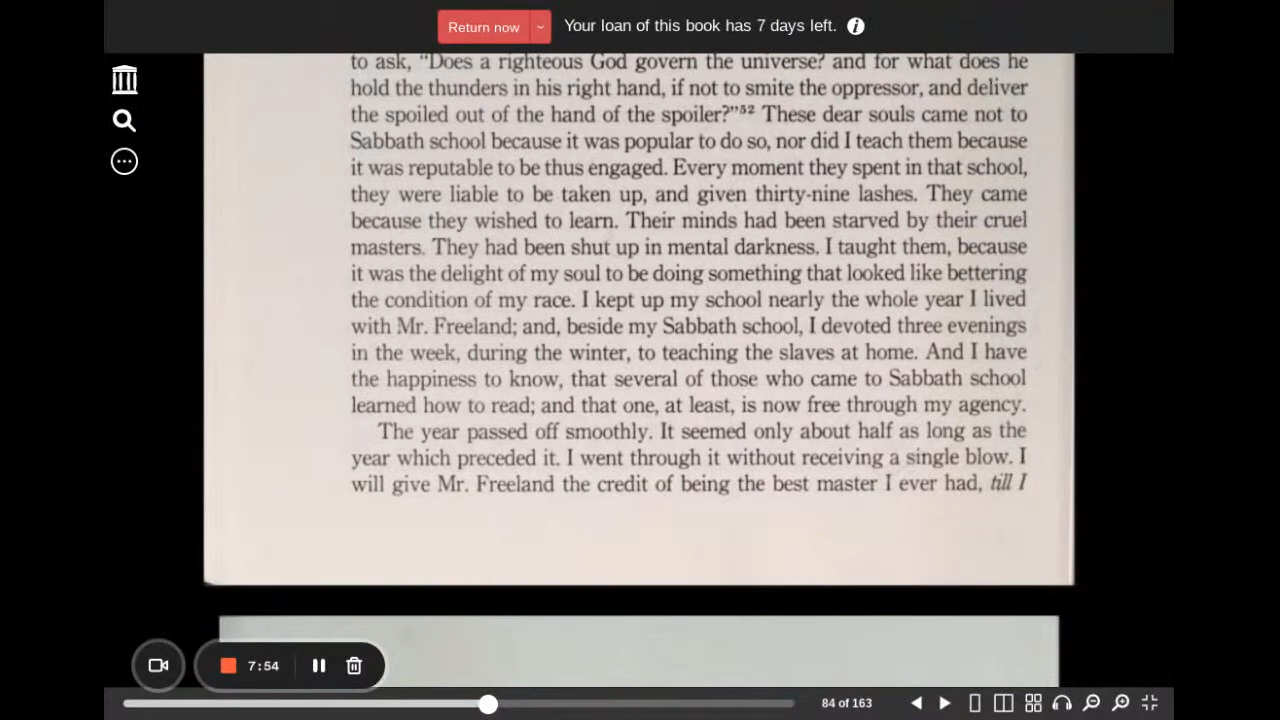 Return now
Your loan of this book has 7 days left.
to ask, “Does a righteous God govern the universe? and for what does he
hold the thunders in his right hand, if not to smite the oppressor, and deliver
the spoiled out of the hand of the spoiler?”⁵² These dear souls came not to
Sabbath school because it was popular to do so, nor did I teach them because
it was reputable to be thus engaged. Every moment they spent in that school,
they were liable to be taken up, and given thirty-nine lashes. They came
because they wished to learn. Their minds had been starved by their cruel
masters. They had been shut up in mental darkness. I taught them, because
it was the delight of my soul to be doing something that looked like bettering
the condition of my race. I kept up my school nearly the whole year I lived
with Mr. Freeland; and, beside my Sabbath school, I devoted three evenings
in the week, during the winter, to teaching the slaves at home. And I have
the happiness to know, that several of those who came to Sabbath school
learned how to read; and that one, at least, is now free through my agency.
The year passed off smoothly. It seemed only about half as long as the
year which preceded it. I went through it without receiving a single blow. I
will give Mr. Freeland the credit of being the best master I ever had, till I
7:54
84 of 163